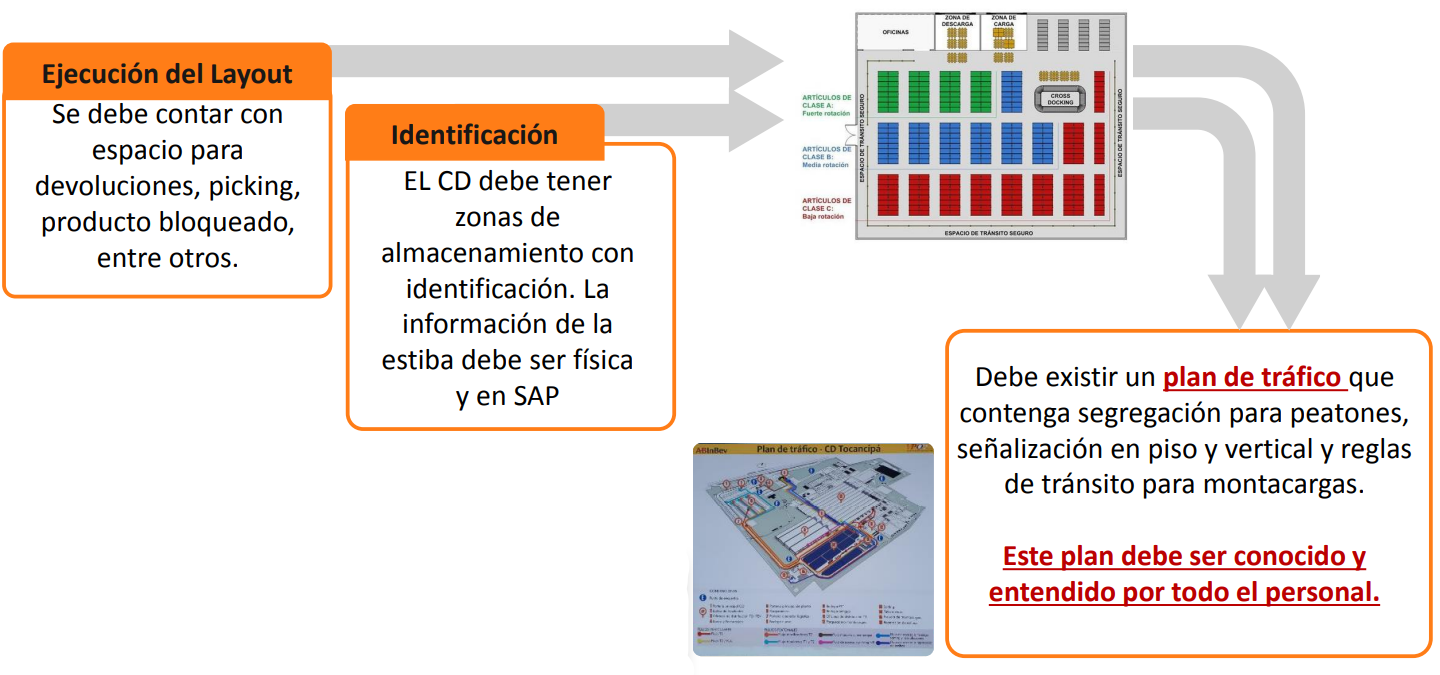 Ejecución del Layout
Se debe contar con
espacio para
devoluciones, picking,
producto bloqueado,
entre otros.
Identificación
EL CD debe tener
zonas de
almacenamiento con
identificación. La
información de la
estiba debe ser física
y en SAP
OFICINAS
ZONA DE
DESCARGA
ZONA DE
CARGA
CROSS
DOCKING
ARTÍCULOS DE
CLASE A:
Fuerte rotación
ARTÍCULOS DE
CLASE B:
Media rotación
ARTÍCULOS DE
CLASE C:
Baja rotación
ESPACIO DE TRÁNSITO SEGURO
ESPACIO DE TRÁNSITO SEGURO
ESPACIO DE TRÁNSITO SEGURO
Debe existir un plan de tráfico que
contenga segregación para peatones,
señalización en piso y vertical y reglas
de tránsito para montacargas.
Este plan debe ser conocido y
entendido por todo el personal.
ABInBev
Plan de tráfico - CD Tocancipá